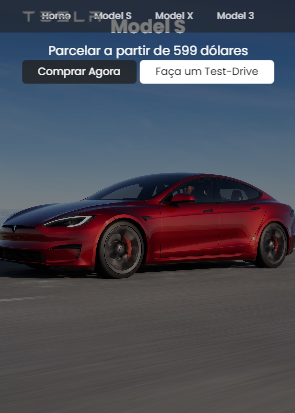 TESLA
Home Model S Model X Model 3
Model S
Parcelar a partir de 599 dólares
Comprar Agora Faça um Test-Drive